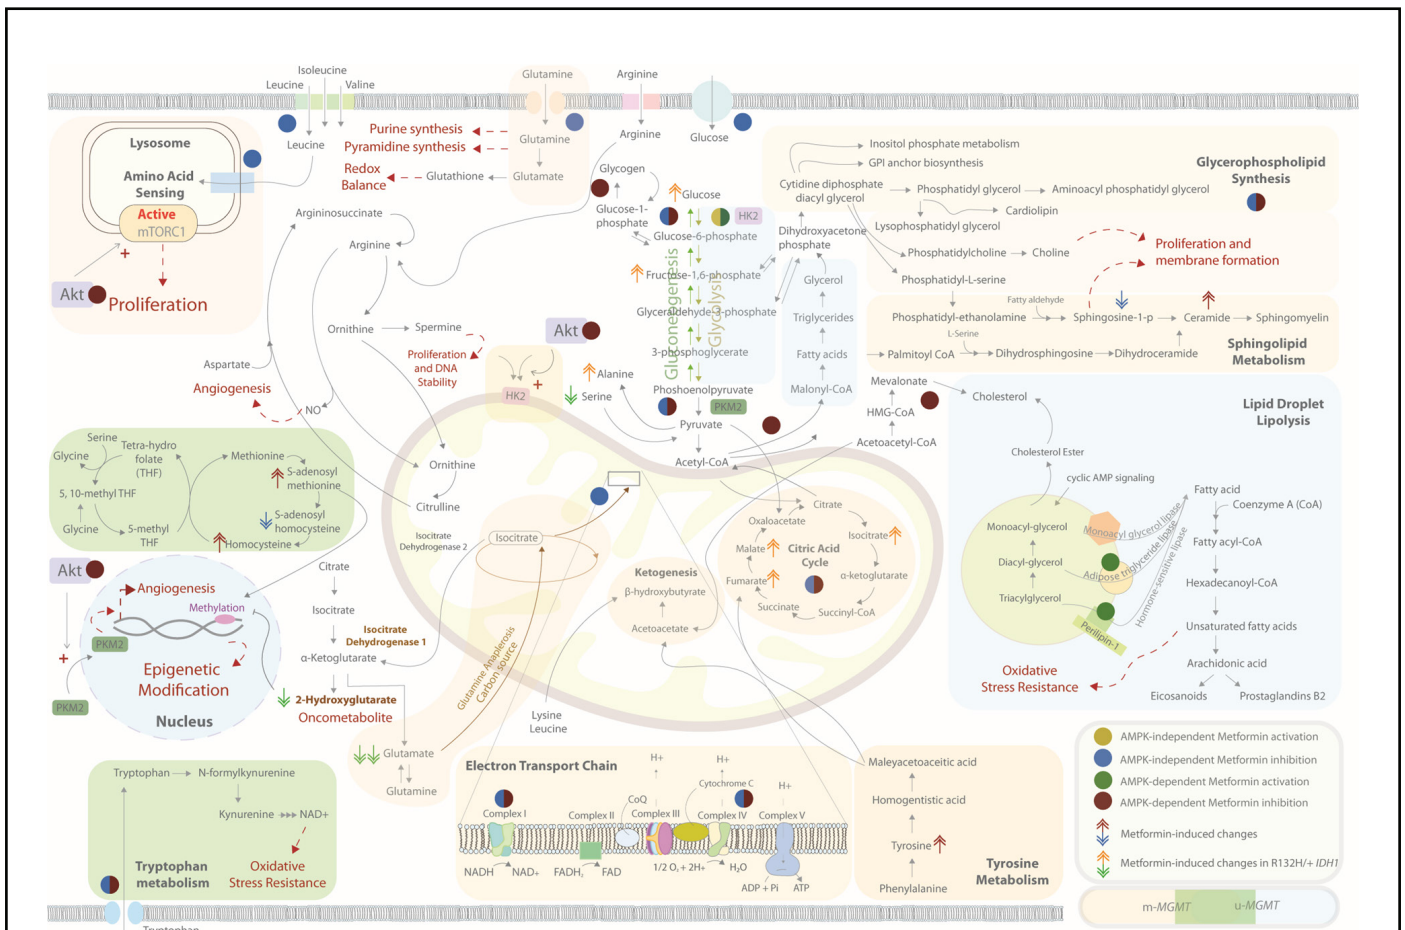 Isoleucine
Leucine
Valine
Glutamine
Arginine
Lysosome
Amino Acid
Sensing
Active
mTORC1
+
Akt
Proliferation
Leucine
Purine synthesis
Pyramidine synthesis
Redox
Balance
Glutathione
Glutamine
Glutamate
Arginine
Glucose
Glycogen
Glucose-1-
phosphate
Glucose
HK2
Glucose-6-phosphate
Fructose-1,6-phosphate
Glyceraldehyde-3-phosphate
3-phosphoglycerate
Phoshoenolpyruvate
PKM2
Pyruvate
Acetyl-CoA
Gluconeogenesis
Glycolysis
Dihydroxyacetone
phosphate
Glycerol
Triglycerides
Fatty acids
Malonyl-CoA
Inositol phosphate metabolism
GPI anchor biosynthesis
Cytidine diphosphate
diacyl glycerol
Phosphatidyl glycerol
Aminoacyl phosphatidyl glycerol
Cardiolipin
Lysophosphatidyl glycerol
Phosphatidylcholine
Choline
Phosphatidyl-L-serine
Glycerophospholipid
Synthesis
Proliferation and
membrane formation
Fatty aldehyde
Phosphatidyl-ethanolamine
Sphingosine-1-p
Ceramide
Sphingomyelin
L-Serine
Palmitoyl CoA
Dihydrosphingosine
Dihydroceramide
Sphingolipid
Metabolism
Argininosuccinate
Arginine
Ornithine
Spermine
Proliferation
and DNA
Stability
Aspartate
Angiogenesis
NO
Akt
HK2
+
Alanine
Serine
Ornithine
Citrulline
Mevalonate
HMG-CoA
Acetoacetyl-CoA
Cholesterol
Lipid Droplet
Lipolysis
Cholesterol Ester
cyclic AMP signaling
Monoacyl-glycerol
Diacyl-glycerol
Triacylglycerol
Monoacyl glycerol lipase
Adipose triglyceride lipase
Hormone-sensitive lipase
Perilipin-1
Fatty acid
Coenzyme A (CoA)
Fatty acyl-CoA
Hexadecanoyl-CoA
Unsaturated fatty acids
Arachidonic acid
Eicosanoids
Prostaglandins B2
Oxidative
Stress Resistance
Serine
Glycine
Tetra-hydro
folate
(THF)
5, 10-methyl THF
Glycine
5-methyl
THF
Methionine
S-adenosyl
methionine
S-adenosyl
homocysteine
Homocysteine
Akt
+
PKM2
Angiogenesis
Methylation
PKM2
Epigenetic
Modification
Nucleus
Citrate
Isocitrate
Isocitrate
Dehydrogenase 1
α-Ketoglutarate
2-Hydroxyglutarate
Oncometabolite
Glutamate
Glutamine
Isocitrate
Dehydrogenase 2
Isocitrate
Glutamine Anaplerosis
Carbon source
Ketogenesis
β-hydroxybutyrate
Acetoacetate
Lysine
Leucine
Citrate
Oxaloacetate
Isocitrate
Malate
Citric Acid
Cycle
Fumarate
α-ketoglutarate
Succinate
Succinyl-CoA
Tryptophan
N-formylkynurenine
Kynurenine
NAD+
Tryptophan
metabolism
Oxidative
Stress Resistance
Tryptophan
Electron Transport Chain
H+
H+
H+
Cytochrome C
CoQ
Complex I
Complex II
Complex III
Complex IV
Complex V
NADH
NAD+
FADH2
FAD
1/2 O2 + 2H+
H2O
ADP + Pi
ATP
Maleyacetoaceitic acid
Homogentistic acid
Tyrosine
Phenylalanine
Tyrosine
Metabolism
AMPK-independent Metformin activation
AMPK-independent Metformin inhibition
AMPK-dependent Metformin activation
AMPK-dependent Metformin inhibition
Metformin-induced changes
Metformin-induced changes in R132H/+ IDH1
m-MGMT
u-MGMT